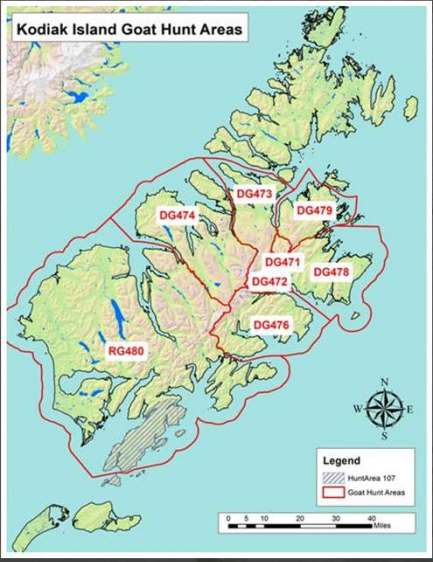 Kodiak Island Goat Hunt Areas
DG473
DG474
DG479
DG471
DG478
DG472
DG476
RG480
N
W
E
S
Legend
HuntArea 107
Goat Hunt Areas
0 5 10 20 30 40
Miles